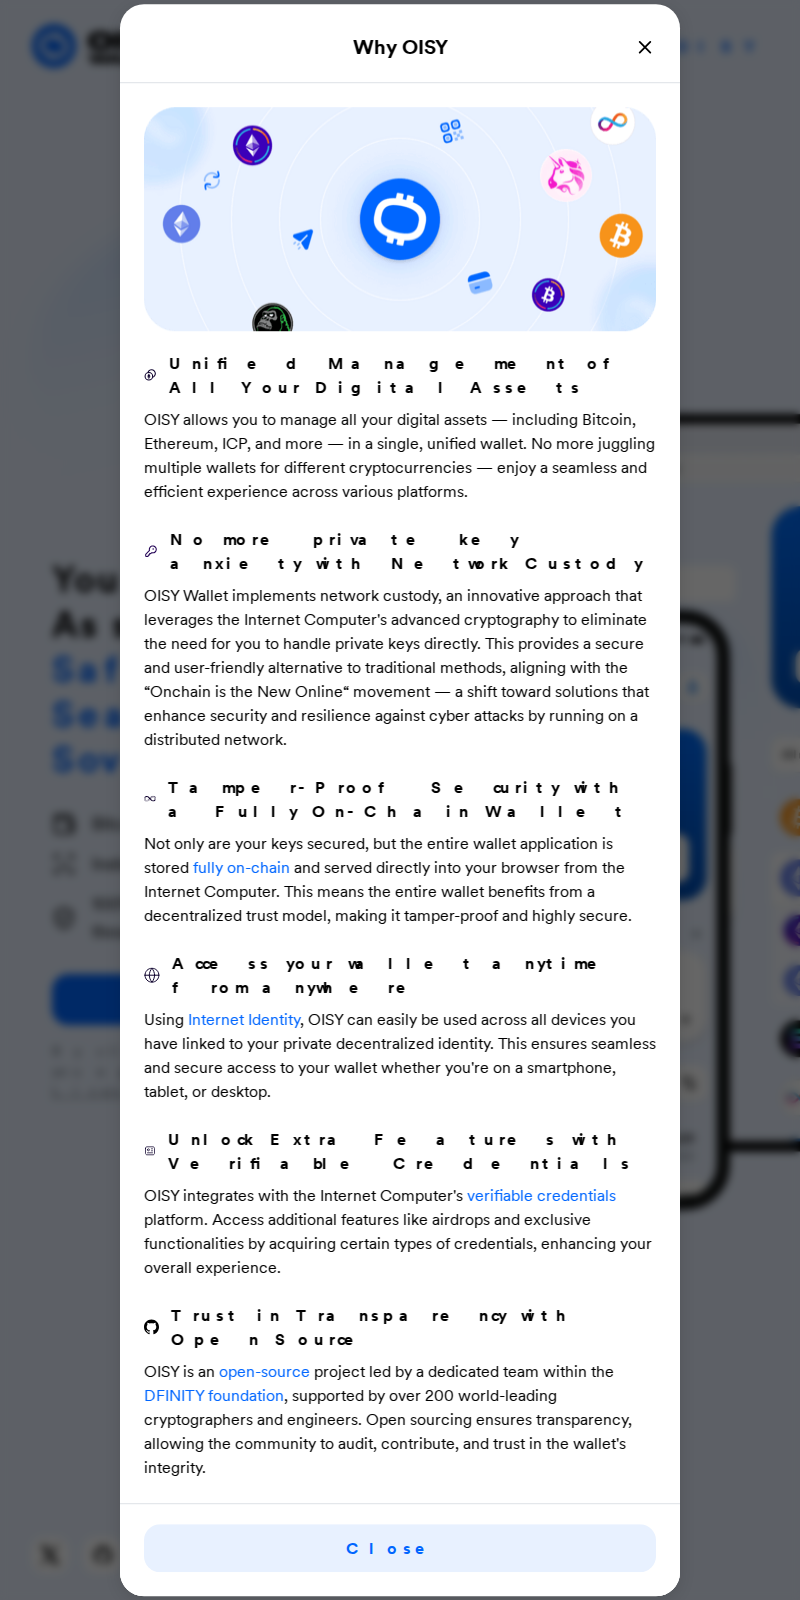 Why OISY
Unified Management of
All Your Digital Assets
OISY allows you to manage all your digital assets — including Bitcoin,
Ethereum, ICP, and more — in a single, unified wallet. No more juggling
multiple wallets for different cryptocurrencies — enjoy a seamless and
efficient experience across various platforms.
No more private key
anxiety with Network Custody
OISY Wallet implements network custody, an innovative approach that
leverages the Internet Computer's advanced cryptography to eliminate
the need for you to handle private keys directly. This provides a secure
and user-friendly alternative to traditional methods, aligning with the
“Onchain is the New Online“ movement — a shift toward solutions that
enhance security and resilience against cyber attacks by running on a
distributed network.
Tamper-Proof Security with
a Fully On-Chain Wallet
Not only are your keys secured, but the entire wallet application is
stored fully on-chain and served directly into your browser from the
Internet Computer. This means the entire wallet benefits from a
decentralized trust model, making it tamper-proof and highly secure.
Access your wallet anytime
from anywhere
Using Internet Identity, OISY can easily be used across all devices you
have linked to your private decentralized identity. This ensures seamless
and secure access to your wallet whether you're on a smartphone,
tablet, or desktop.
Unlock Extra Features with
Verifiable Credentials
OISY integrates with the Internet Computer's verifiable credentials
platform. Access additional features like airdrops and exclusive
functionalities by acquiring certain types of credentials, enhancing your
overall experience.
Trust in Transparency with
Open Source
OISY is an open-source project led by a dedicated team within the
DFINITY foundation, supported by over 200 world-leading
cryptographers and engineers. Open sourcing ensures transparency,
allowing the community to audit, contribute, and trust in the wallet's
integrity.
Close